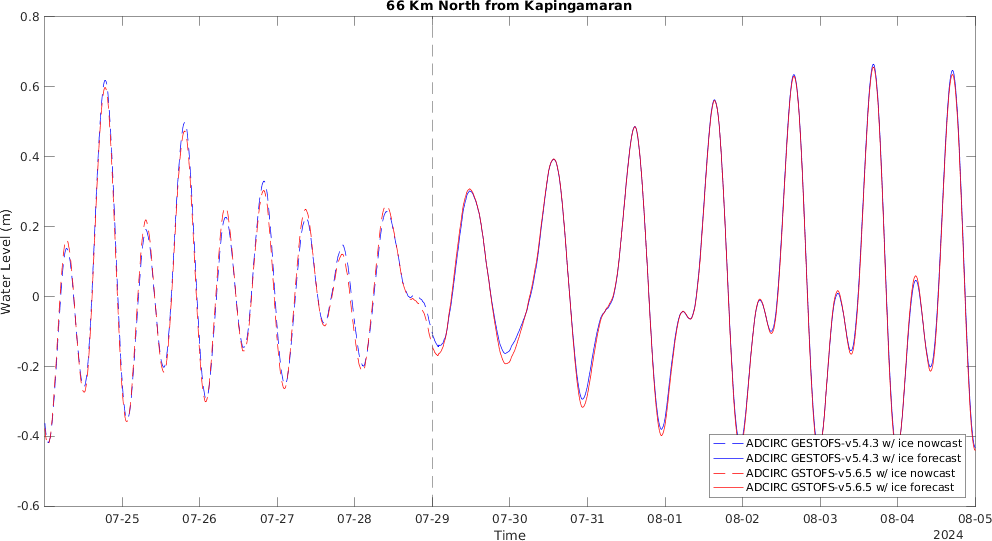 66 Km North from Kapingamaran
Water Level (m)
0.8
0.6
0.4
0.2
0
-0.2
-0.4
-0.6
ADCIRC GESTOFS-v5.4.3 w/ ice nowcast
ADCIRC GESTOFS-v5.4.3 w/ ice forecast
ADCIRC GSTOFS-v5.6.5 w/ ice nowcast
ADCIRC GSTOFS-v5.6.5 w/ ice forecast
07-25 07-26 07-27 07-28 07-29 07-30 07-31 08-01 08-02 08-03 08-04 08-05
Time
2024